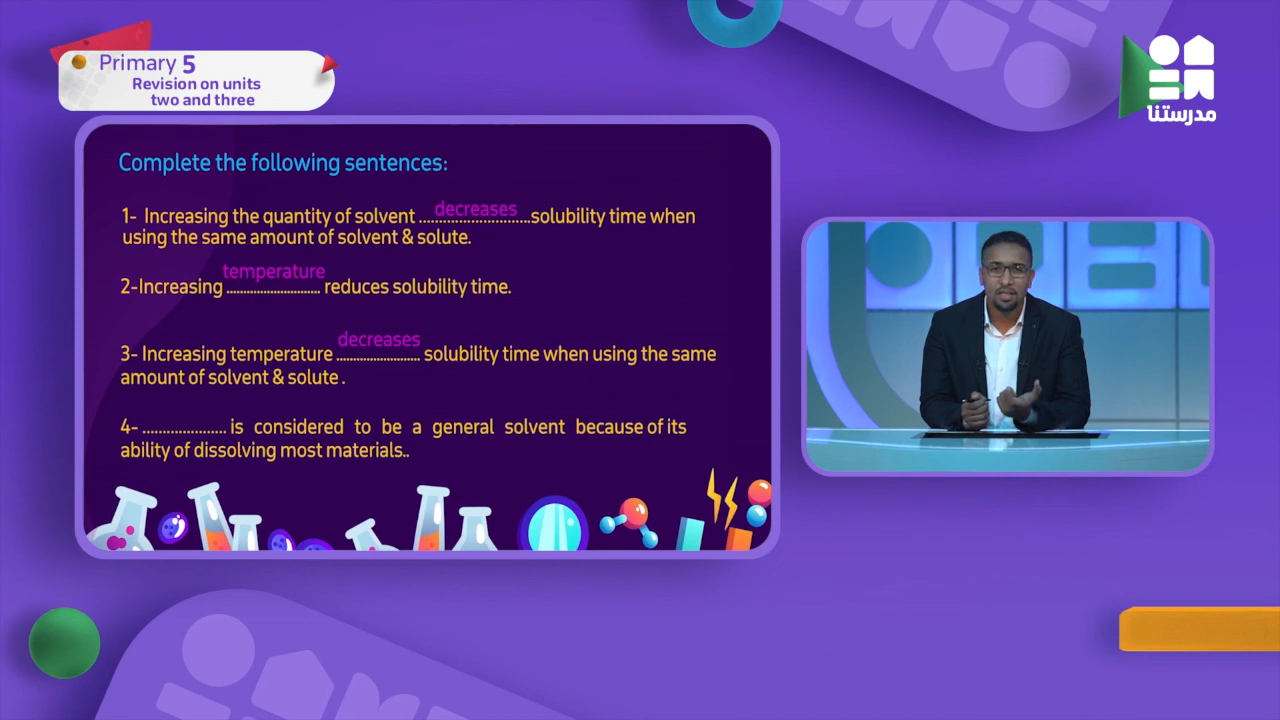 Primary 5
Revision on units
two and three
مدرستنا
Complete the following sentences:
1- Increasing the quantity of solvent ...........decreases...........solubility time when
using the same amount of solvent & solute.
2-Increasing ...........temperature........... reduces solubility time.
3- Increasing temperature ...........decreases........... solubility time when using the same
amount of solvent & solute .
4- ..................... is considered to be a general solvent because of its
ability of dissolving most materials..